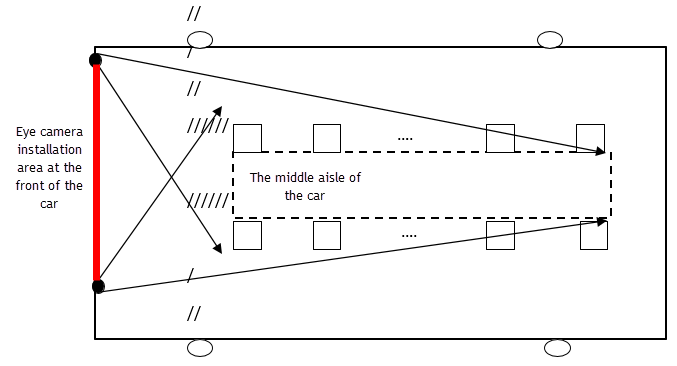 //
/
//
//////
....
Eye camera
installation
area at the
front of the
car
The middle aisle of
the car
//////
....
/
//